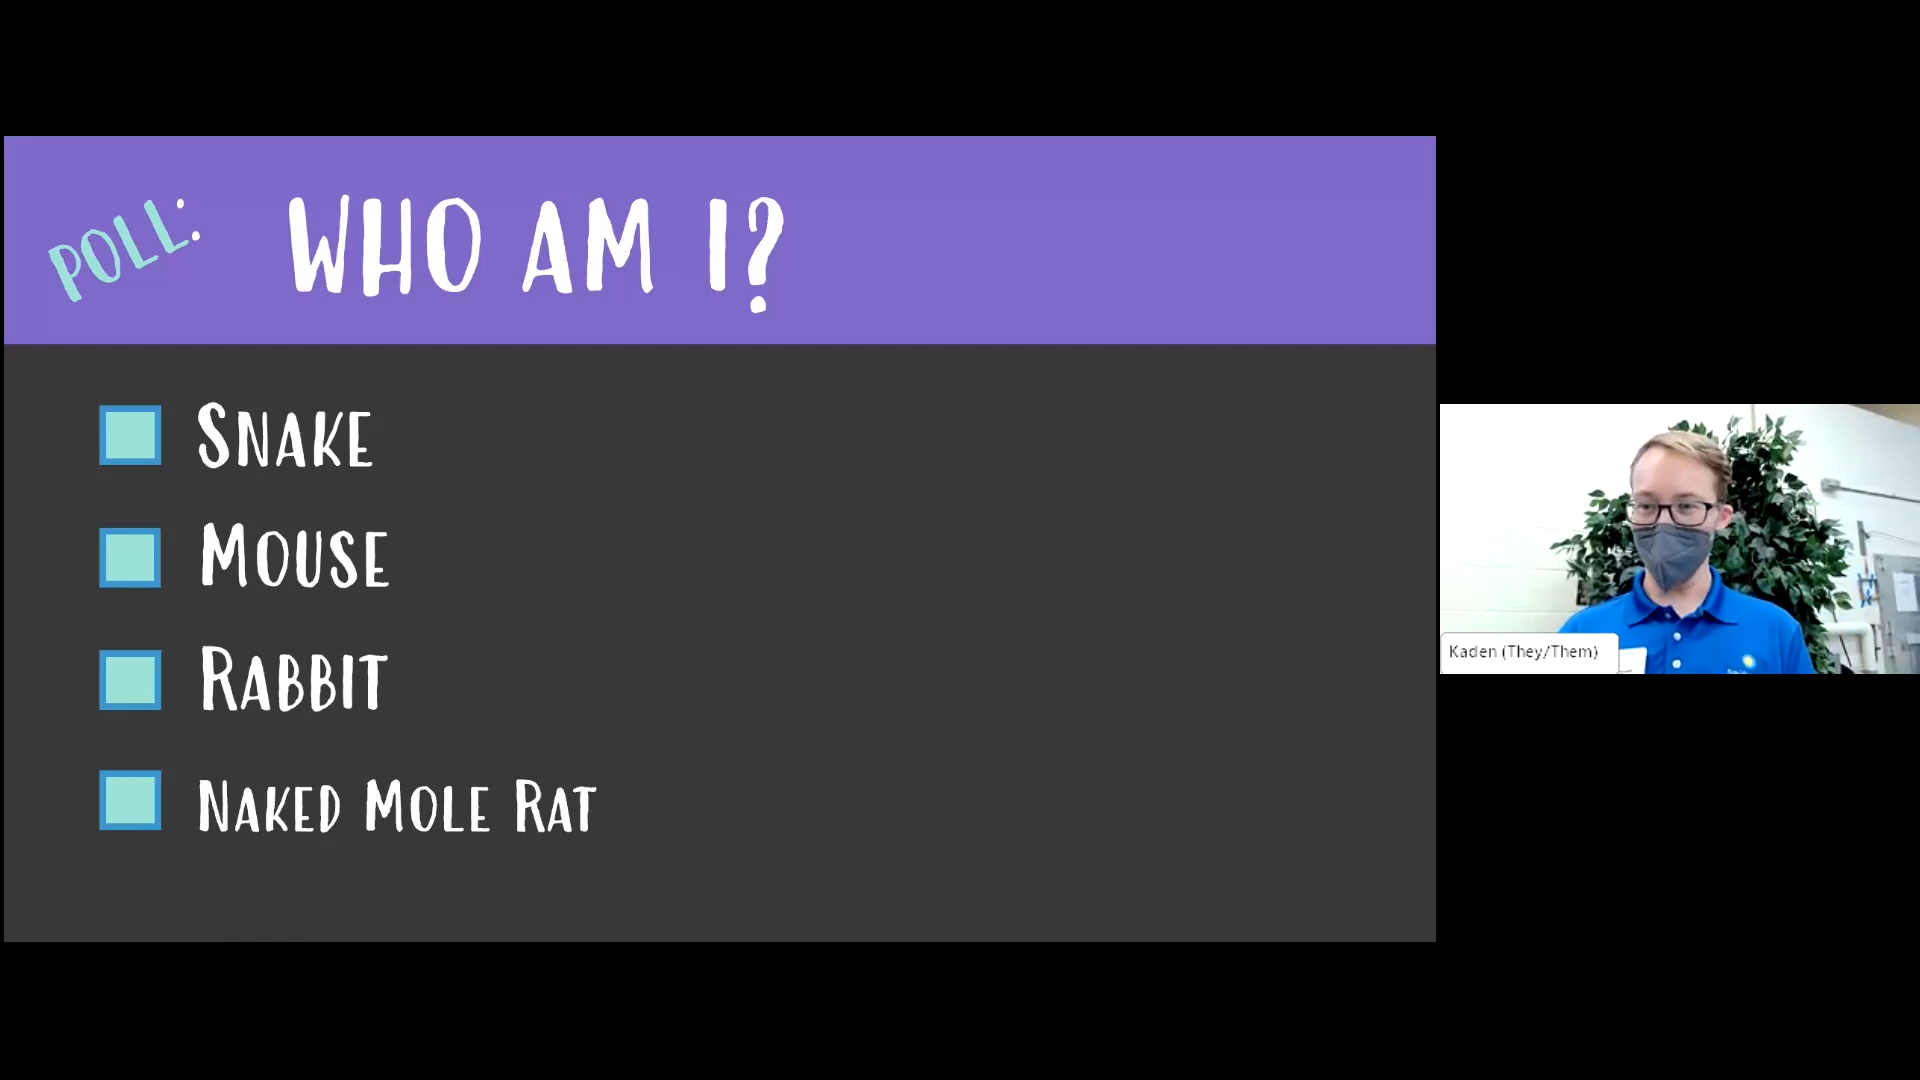 POLL: WHO AM I?
SNAKE
MOUSE
RABBIT
NAKED MOLE RAT
Kaden (They/Them)